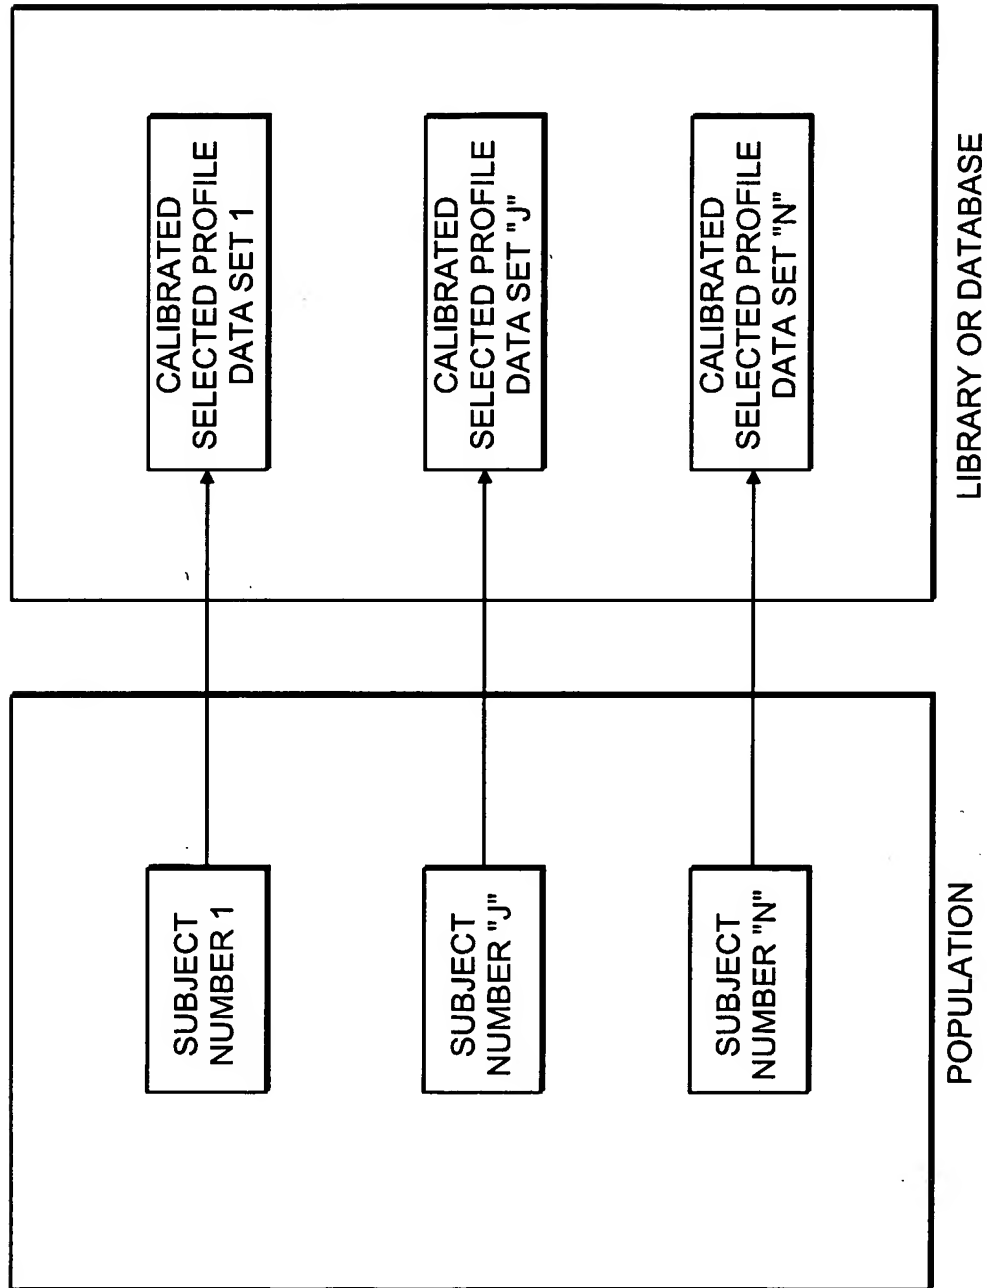 SUBJECT
NUMBER 1
SUBJECT
NUMBER "J"
SUBJECT
NUMBER "N"
POPULATION
CALIBRATED
SELECTED PROFILE
DATA SET 1
CALIBRATED
SELECTED PROFILE
DATA SET "J"
CALIBRATED
SELECTED PROFILE
DATA SET "N"
LIBRARY OR DATABASE